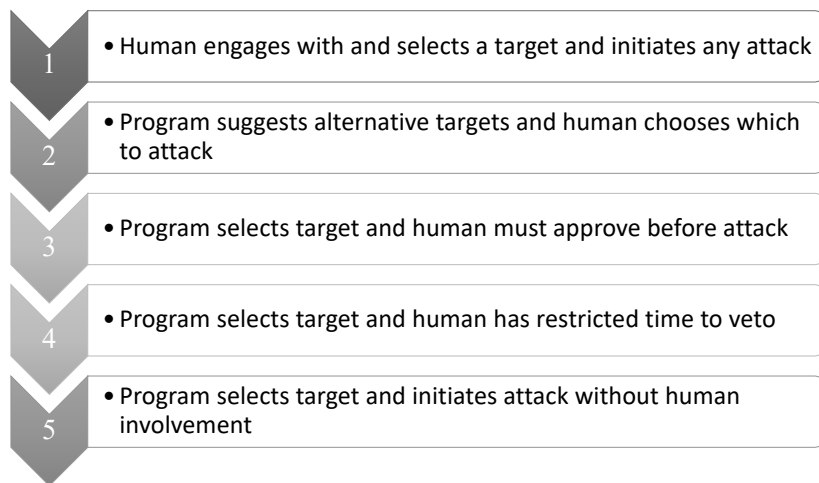 1
• Human engages with and selects a target and initiates any attack
2
• Program suggests alternative targets and human chooses which
to attack
3
• Program selects target and human must approve before attack
4
• Program selects target and human has restricted time to veto
5
• Program selects target and initiates attack without human
involvement